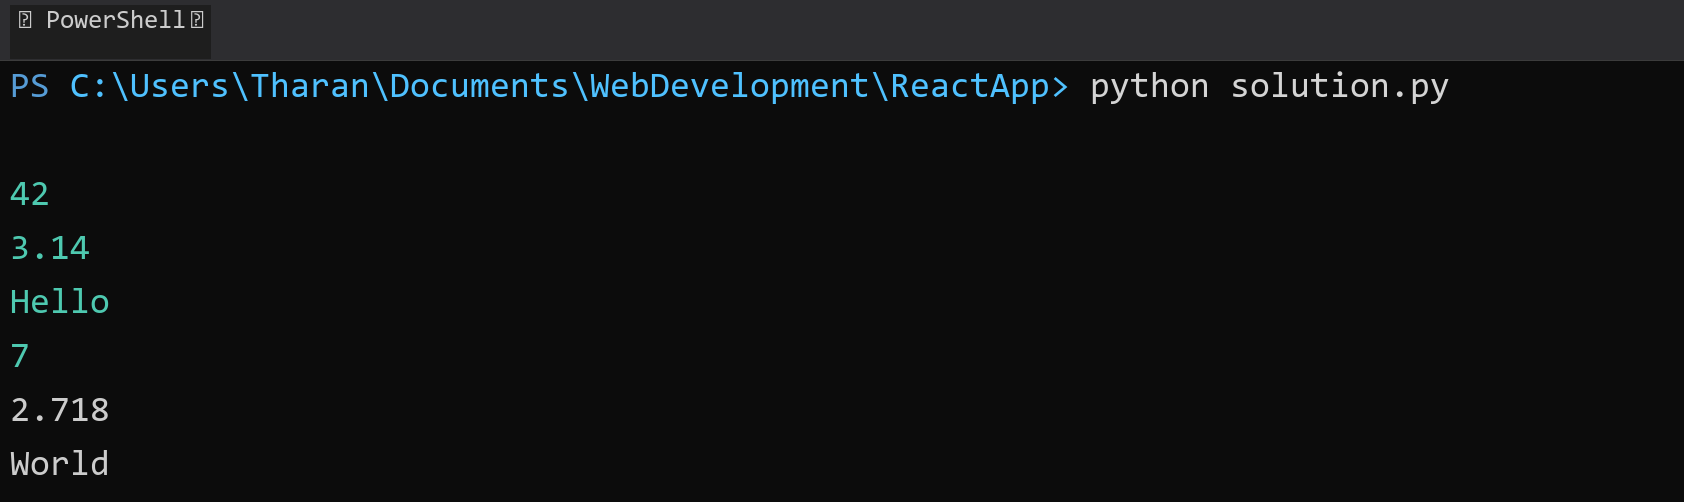 PowerShell
PS C:\Users\Tharan\Documents\WebDevelopment\ReactApp> python solution.py
42
3.14
Hello
7
2.718
World